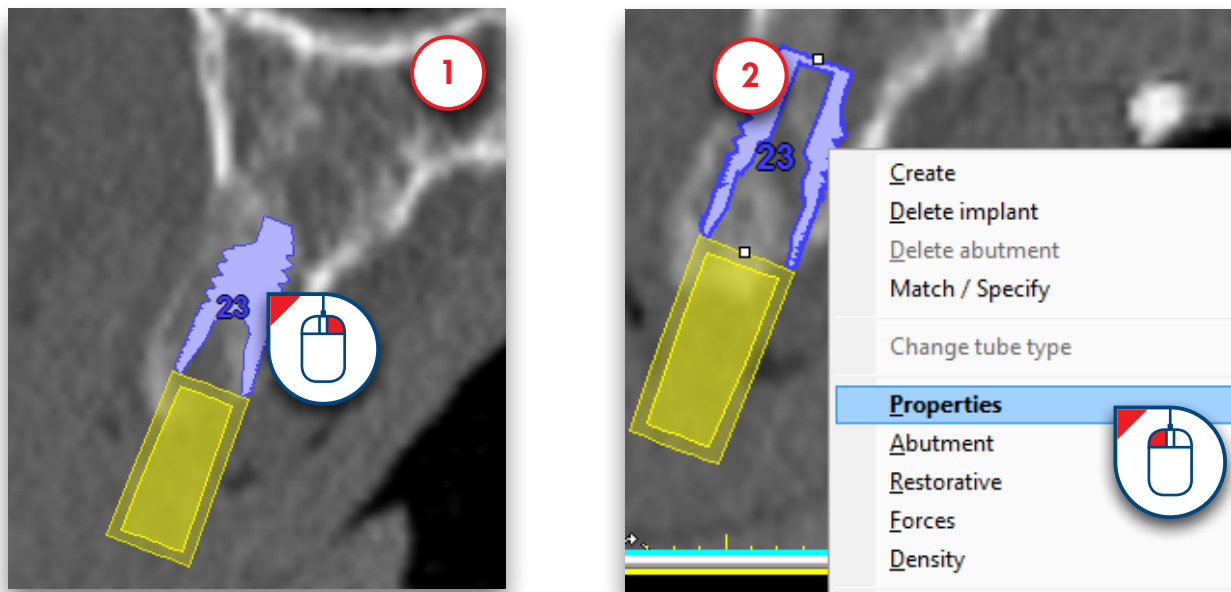 1
23
2
23
Create
Delete implant
Delete abutment
Match / Specify
Change tube type
Properties
Abutment
Restorative
Forces
Density